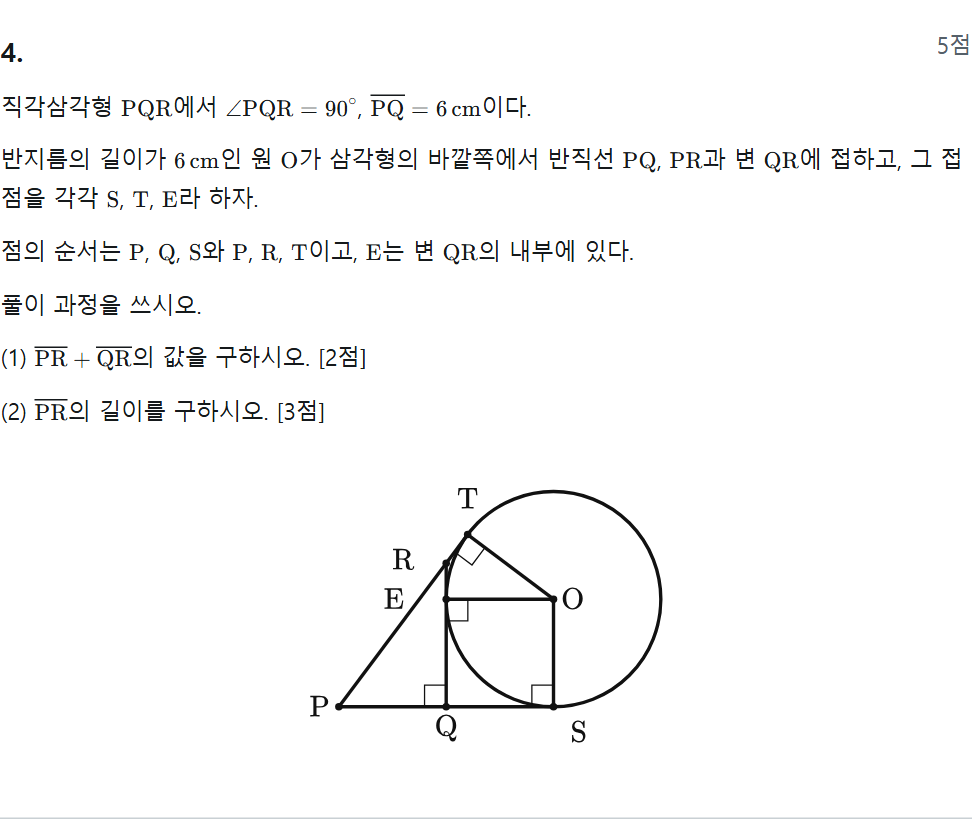 4.
5점
직각삼각형 PQR에서 ∠PQR = 90°, P̅Q̅ = 6 cm이다.
반지름의 길이가 6 cm인 원 O가 삼각형의 바깥쪽에서 반직선 PQ, PR과 변 QR에 접하고, 그 접
점을 각각 S, T, E라 하자.
점의 순서는 P, Q, S와 P, R, T이고, E는 변 QR의 내부에 있다.
풀이 과정을 쓰시오.
(1) P̅R̅ + Q̅R̅의 값을 구하시오. [2점]
(2) P̅R̅의 길이를 구하시오. [3점]
T
R
E
O
P
Q
S